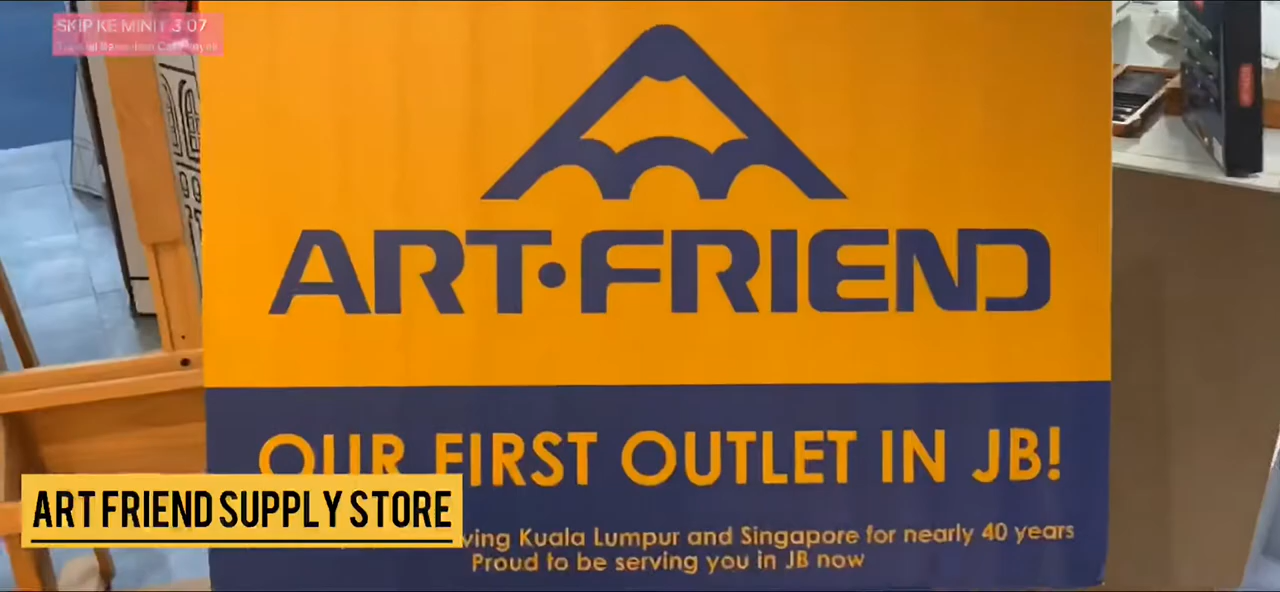 SKIP KE MINIT 3:07
ART·FRIEND
OUR FIRST OUTLET IN JB!
ART FRIEND SUPPLY STORE
Kuala Lumpur and Singapore for nearly 40 years
Proud to be serving you in JB now